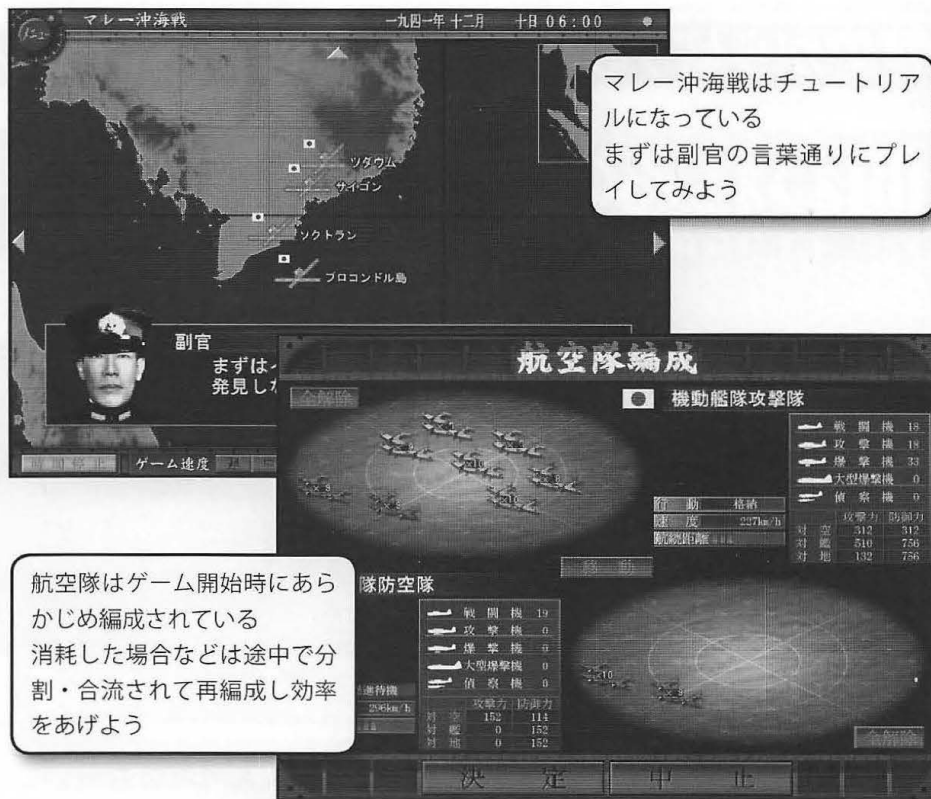 マレー沖海戦
一九四一年 十二月 十日 06:00
ツダウム
サイゴン
ソクトラン
プロコンドル島
副官
まずは
発見し
時間停止 ゲーム速度
マレー沖海戦はチュートリア
ルになっている
まずは副官の言葉通りにプレ
イしてみよう
航空隊編成
全解除
機動艦隊攻撃隊
戦闘機 18
攻撃機 18
爆撃機 33
大型爆撃機 0
偵察機 0
攻撃力 防御力
対空 312 312
対艦 510 756
対地 132 756
行動 格納
速度 227km/h
航続距離
移動
隊防空隊
戦闘機 19
攻撃機 0
爆撃機 0
大型爆撃機 0
偵察機 0
攻撃力 防御力
対空 152 114
対艦 0 152
対地 0 152
進待機
296km/h
全解除
決定 中止
航空隊はゲーム開始時にあら
かじめ編成されている
消耗した場合などは途中で分
割・合流されて再編成し効率
をあげよう